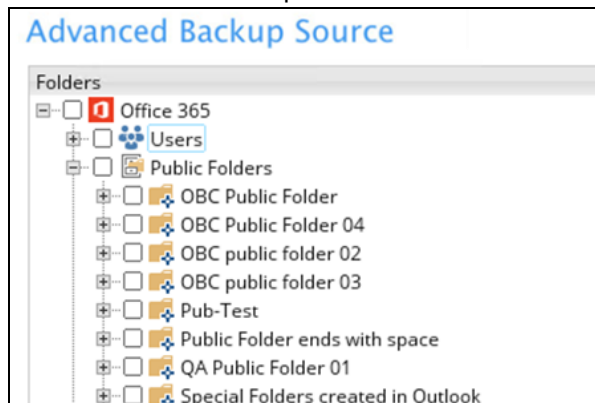 Advanced Backup Source
Folders
Office 365
Users
Public Folders
OBC Public Folder
OBC Public Folder 04
OBC public folder 02
OBC public folder 03
Pub-Test
Public Folder ends with space
QA Public Folder 01
Special Folders created in Outlook